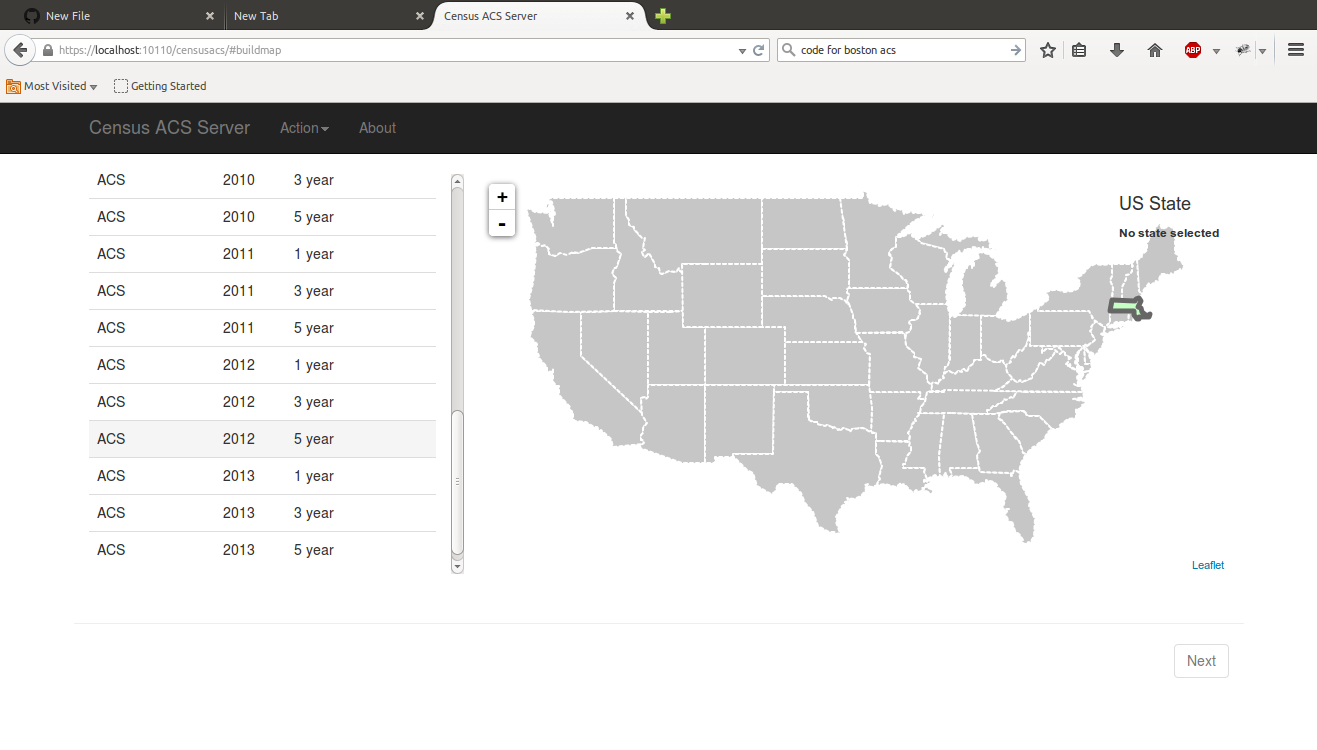 New File
New Tab
Census ACS Server
https://localhost:10110/censusacs/#buildmap
code for boston acs
ABP
Most Visited
Getting Started
Census ACS Server
Action
About
ACS 2010 3 year
ACS 2010 5 year
ACS 2011 1 year
ACS 2011 3 year
ACS 2011 5 year
ACS 2012 1 year
ACS 2012 3 year
ACS 2012 5 year
ACS 2013 1 year
ACS 2013 3 year
ACS 2013 5 year
+
-
US State
No state selected
Leaflet
Next